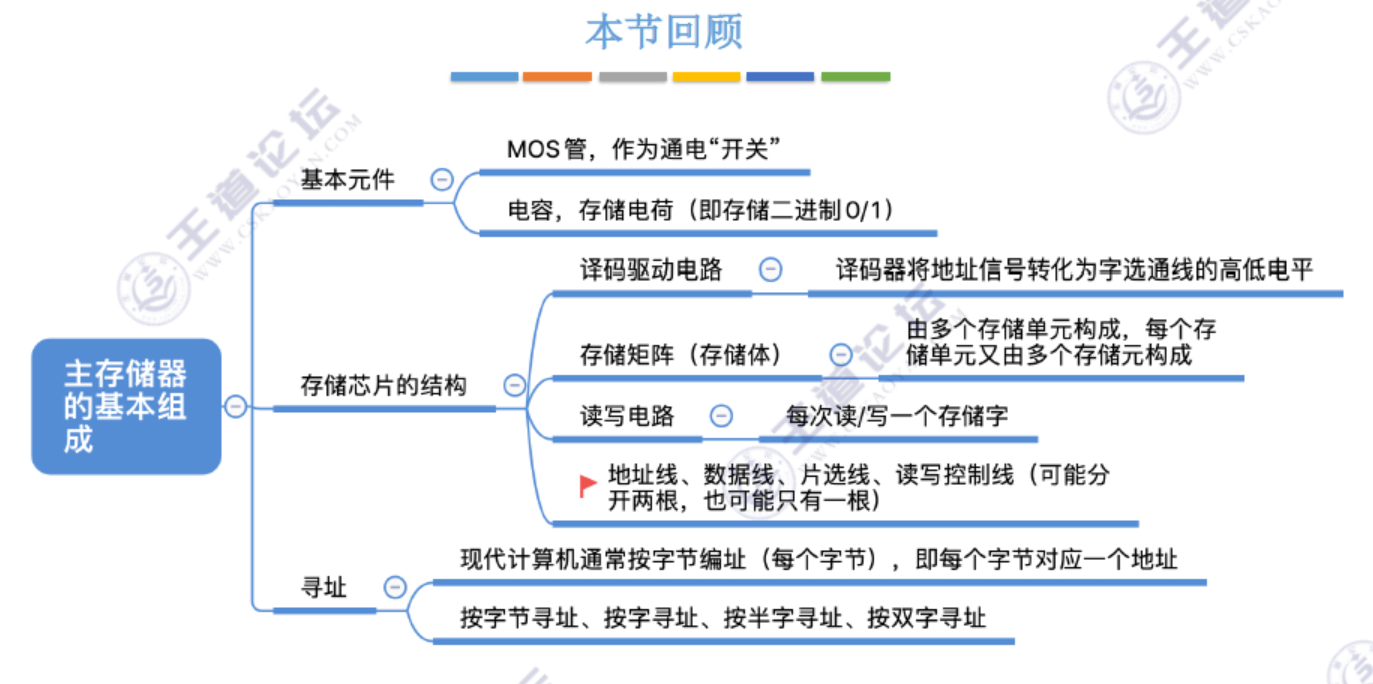 本节回顾
MOS管，作为通电“开关”
基本元件
电容，存储电荷（即存储二进制0/1）
译码驱动电路
译码器将地址信号转化为字选通线的高低电平
由多个存储单元构成，每个存
储单元又由多个存储元构成
存储矩阵（存储体）
主存储器
的基本组
成
存储芯片的结构
读写电路
每次读/写一个存储字
地址线、数据线、片选线、读写控制线（可能分
开两根，也可能只有一根）
现代计算机通常按字节编址（每个字节），即每个字节对应一个地址
寻址
按字节寻址、按字寻址、按半字寻址、按双字寻址
王道论坛
WWW.CSKAOYAN.COM